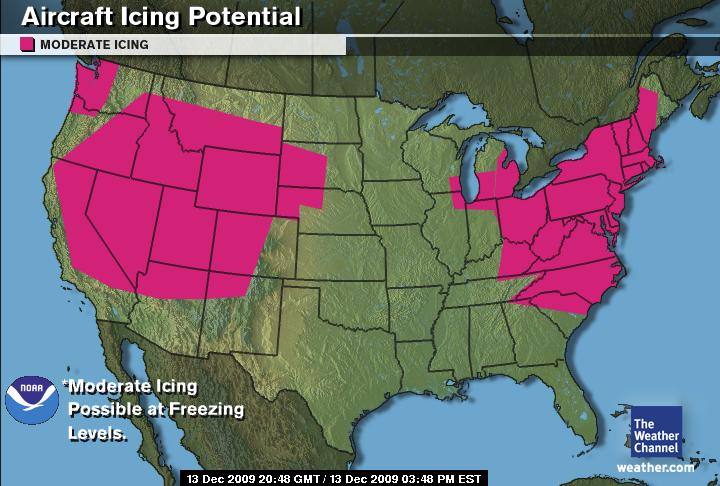 Aircraft Icing Potential
MODERATE ICING
NOAA
*Moderate Icing
Possible at Freezing
Levels.
The
Weather
Channel
weather.com
13 Dec 2009 20:48 GMT / 13 Dec 2009 03:48 PM EST